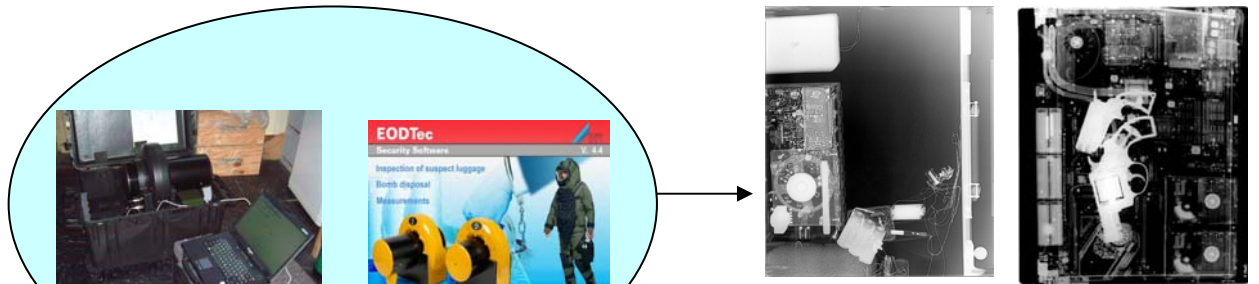 EODTec
Security Software
V. 4.4
Inspection of suspect luggage
Bomb disposal
Measurements